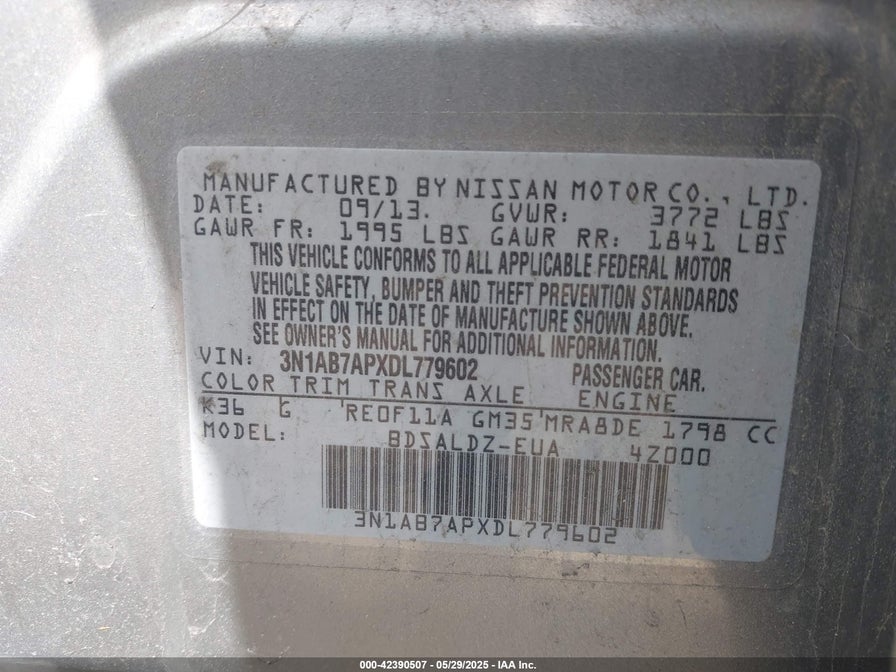 MANUFACTURED BY NISSAN MOTOR CO., LTD.
DATE: 09/13. GVWR: 3772 LBS
GAWR FR: 1995 LBS GAWR RR: 1841 LBS
THIS VEHICLE CONFORMS TO ALL APPLICABLE FEDERAL MOTOR
VEHICLE SAFETY, BUMPER AND THEFT PREVENTION STANDARDS
IN EFFECT ON THE DATE OF MANUFACTURE SHOWN ABOVE.
SEE OWNER'S MANUAL FOR ADDITIONAL INFORMATION.
VIN: 3N1AB7APXDL779602 PASSENGER CAR.
COLOR TRIM TRANS AXLE ENGINE
K36 G RE0F11A GM35 MRA8DE 1798 CC
MODEL: BDSALDZ-EUA 4Z000
3N1AB7APXDL779602
000-42390507 - 05/29/2025 - IAA Inc.